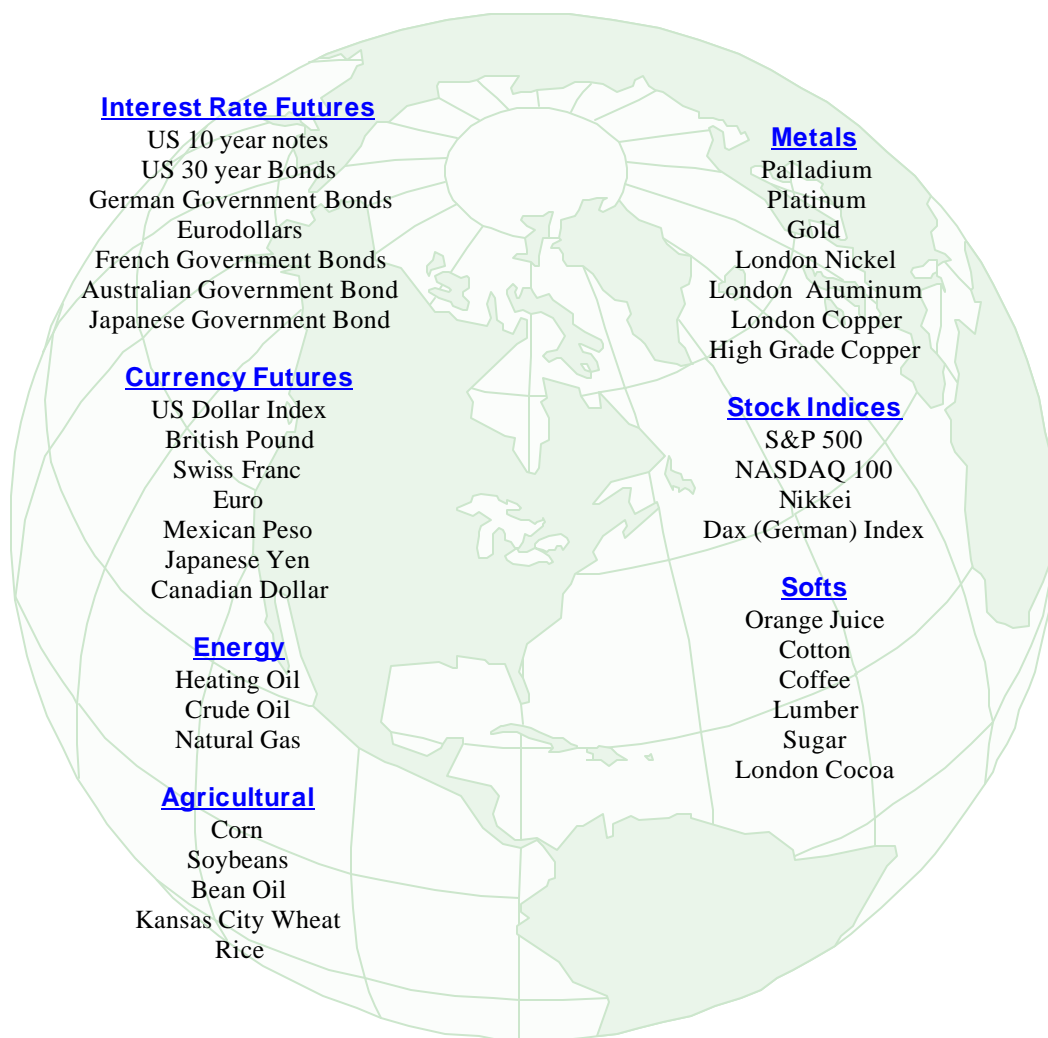 Interest Rate Futures
US 10 year notes
US 30 year Bonds
German Government Bonds
Eurodollars
French Government Bonds
Australian Government Bond
Japanese Government Bond
Currency Futures
US Dollar Index
British Pound
Swiss Franc
Euro
Mexican Peso
Japanese Yen
Canadian Dollar
Energy
Heating Oil
Crude Oil
Natural Gas
Agricultural
Corn
Soybeans
Bean Oil
Kansas City Wheat
Rice
Metals
Palladium
Platinum
Gold
London Nickel
London Aluminum
London Copper
High Grade Copper
Stock Indices
S&P 500
NASDAQ 100
Nikkei
Dax (German) Index
Softs
Orange Juice
Cotton
Coffee
Lumber
Sugar
London Cocoa